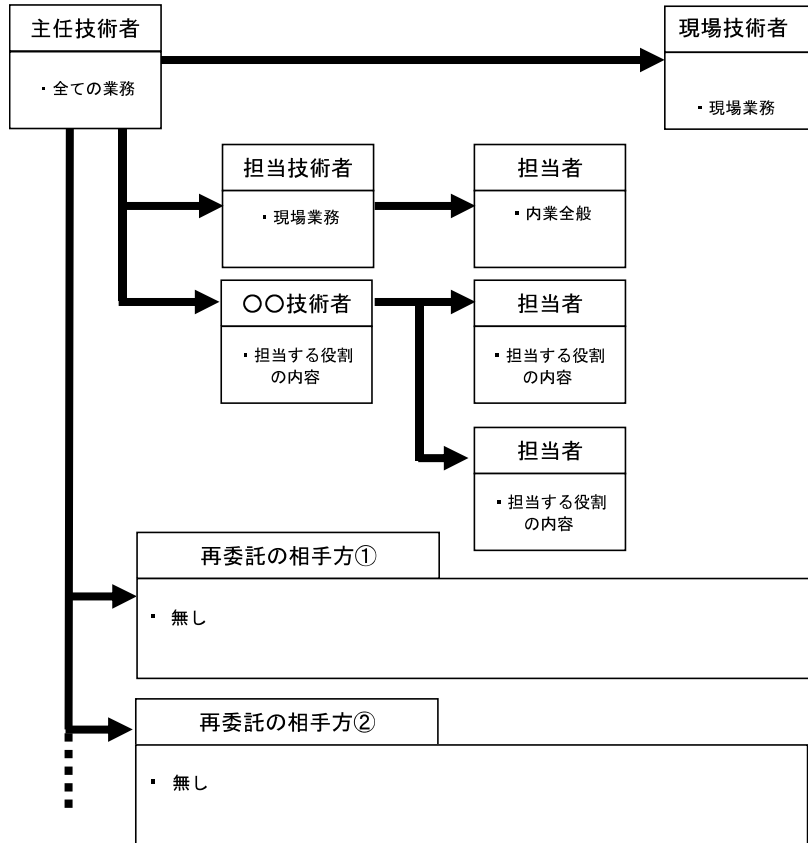 主任技術者
・全ての業務
現場技術者
・現場業務
担当技術者
・現場業務
担当者
・内業全般
〇〇技術者
・担当する役割
の内容
担当者
・担当する役割
の内容
担当者
・担当する役割
の内容
再委託の相手方①
・ 無し
再委託の相手方②
・ 無し